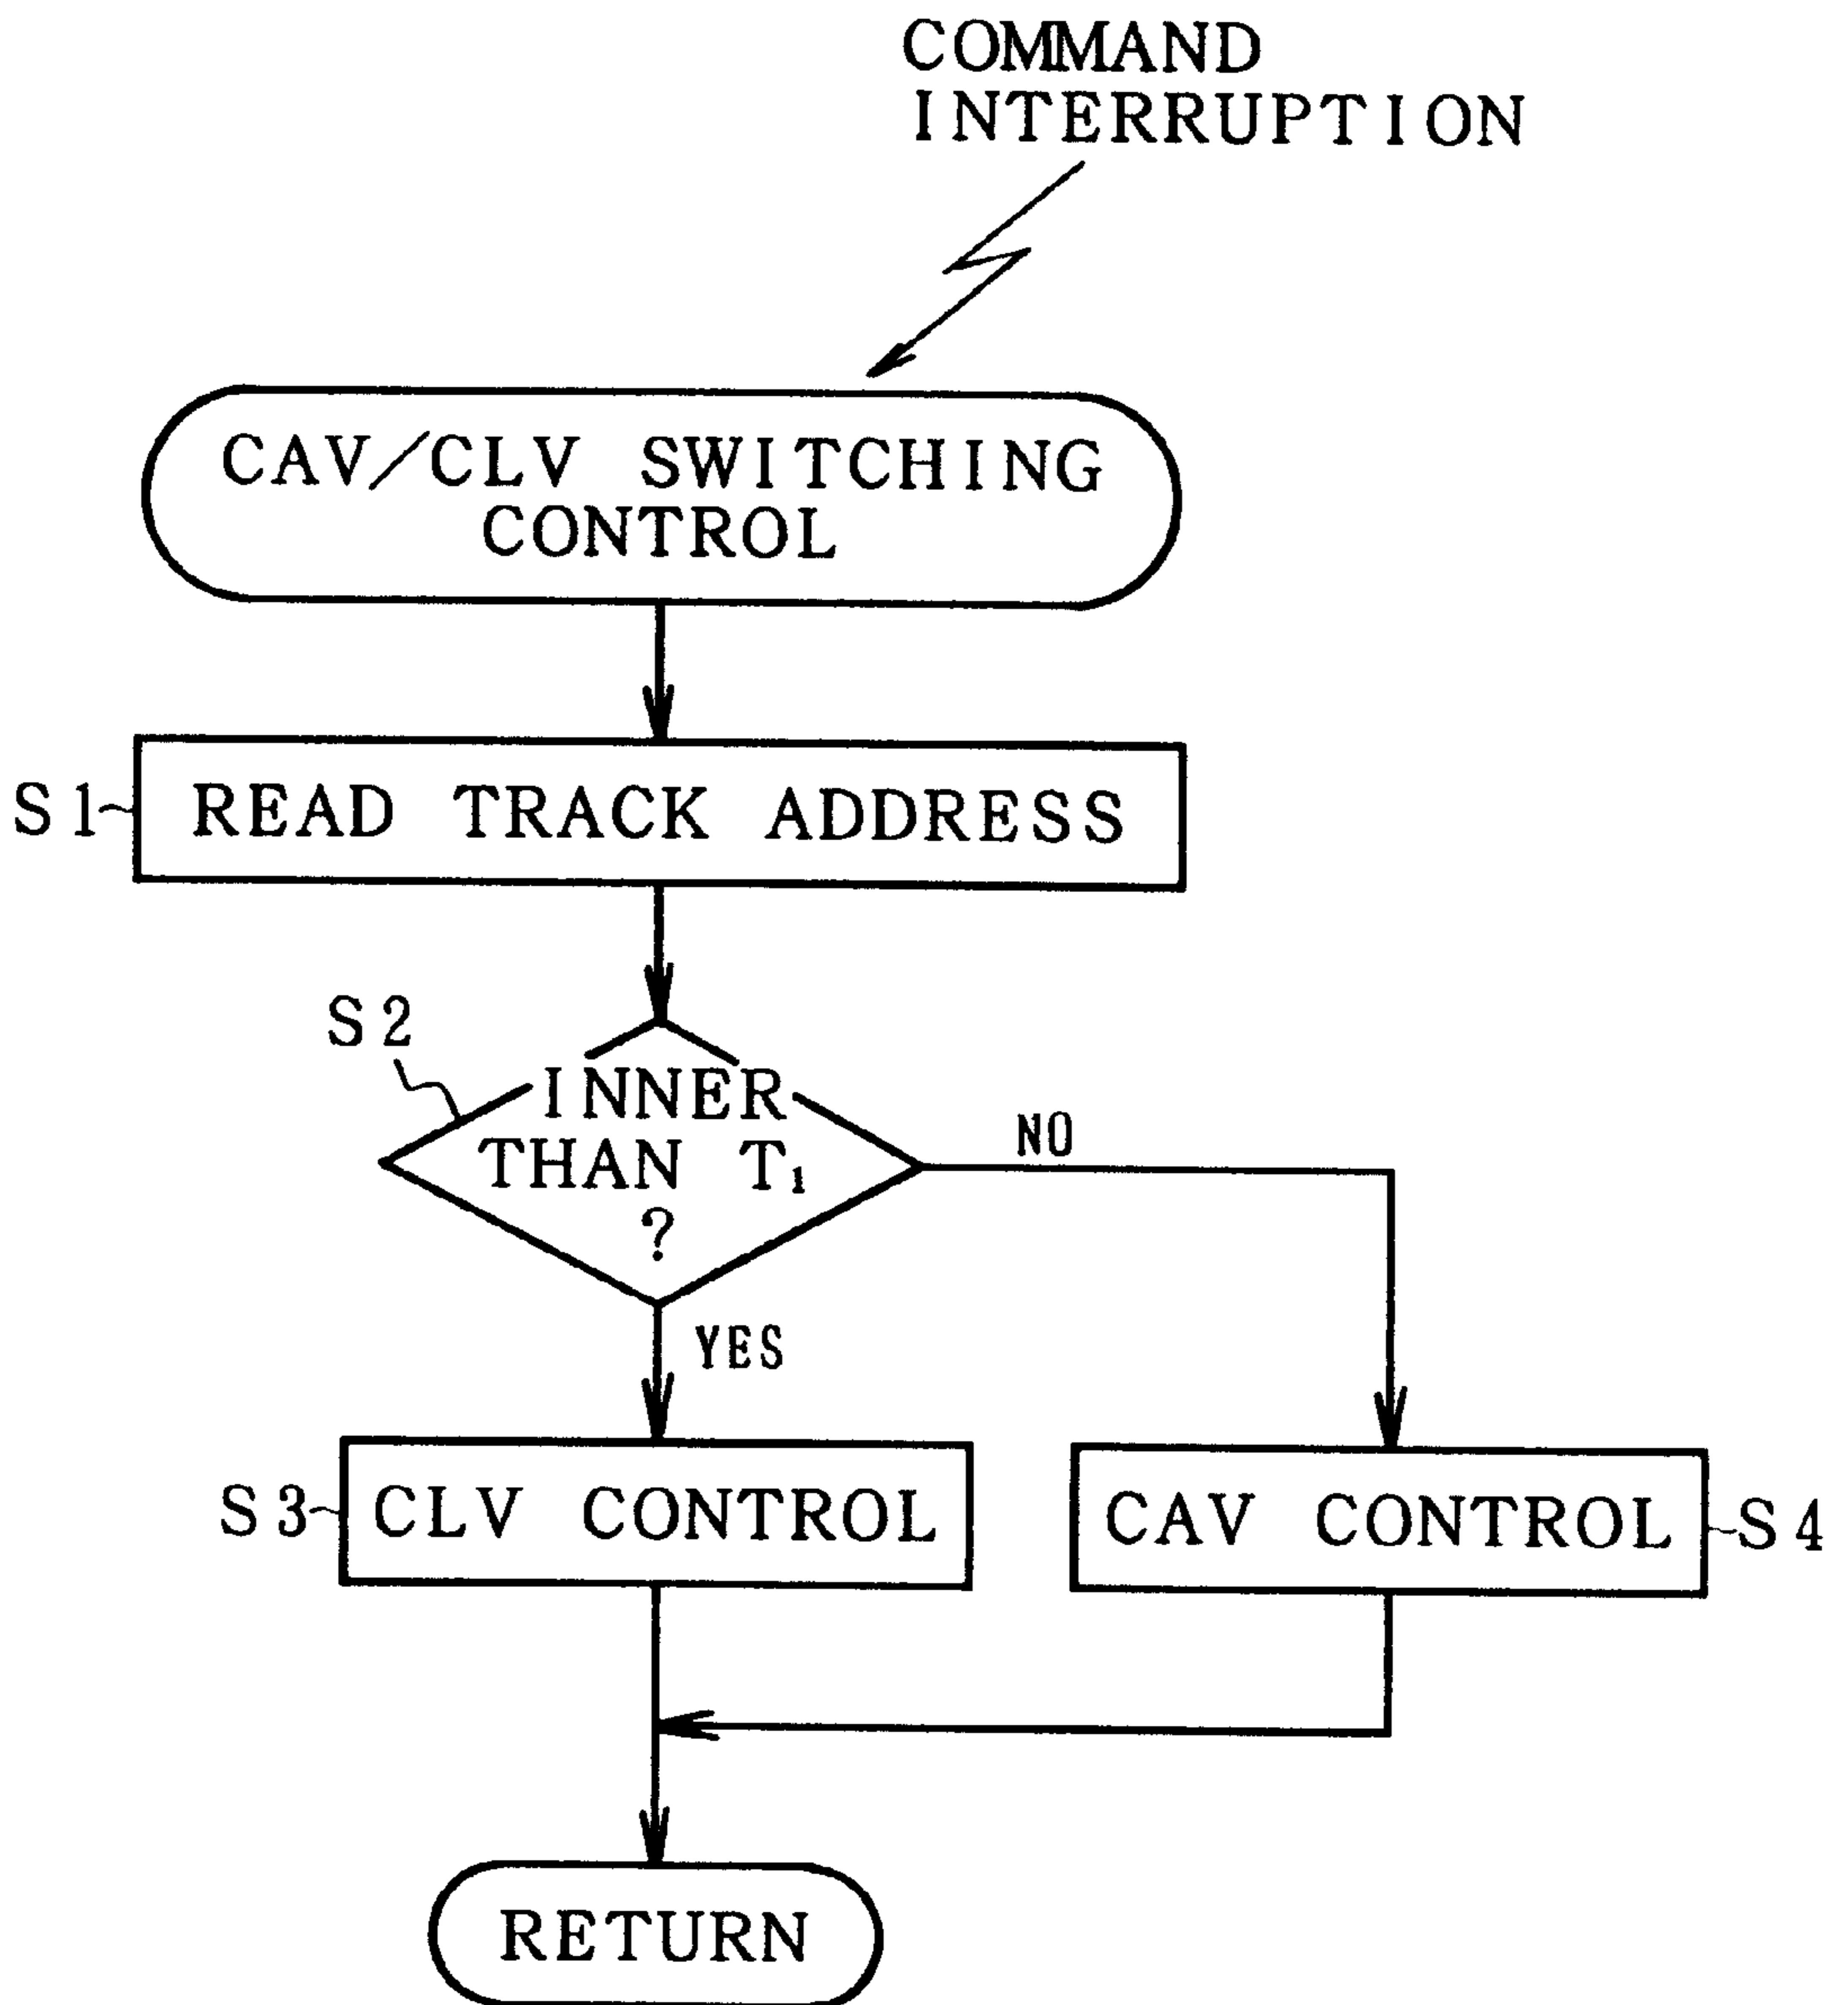 COMMAND
INTERRUPTION
CAV/CLV SWITCHING
CONTROL
S1
READ TRACK ADDRESS
S2
INNER
THAN T₁
?
NO
YES
S3
CLV CONTROL
CAV CONTROL
S4
RETURN